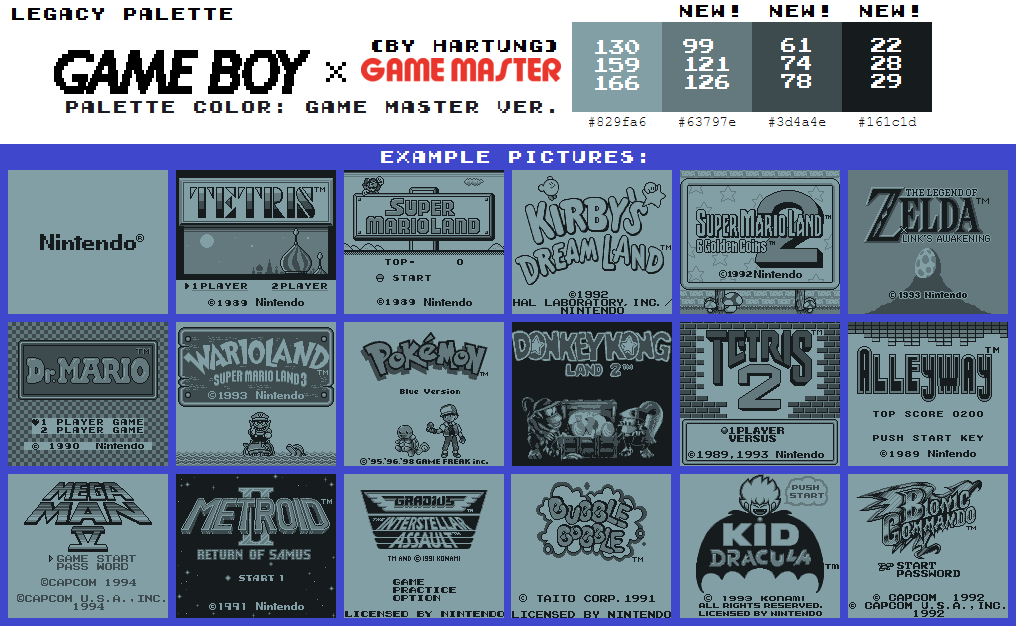 LEGACY PALETTE
NEW! NEW! NEW!
GAME BOY × (BY HARTUNG) GAME MASTER
PALETTE COLOR: GAME MASTER VER.
130 99 61 22
159 121 74 28
166 126 78 29
#829fa6 #63797e #3d4a4e #161c1d
EXAMPLE PICTURES:
Nintendo®
TETRIS™
1PLAYER 2PLAYER
©1989 Nintendo
SUPER
MARIOLAND
TOP- 0
START
©1989 Nintendo
KIRBY'S
DREAM LAND™
©1992
HAL LABORATORY, INC. /
NINTENDO
SUPER MARIO LAND™
2
6 Golden Coins™
©1992 Nintendo
THE LEGEND OF
ZELDA™
LINK'S AWAKENING
©1993 Nintendo
Dr. MARIO™
1 PLAYER GAME
2 PLAYER GAME
© 1990 Nintendo
WARIO LAND
SUPER MARIO LAND 3™
©1993 Nintendo
POKéMON™
Blue Version
©'95.'96.'98 GAME FREAK inc.
DONKEY KONG
LAND 2™
TETRIS™
2
1PLAYER
VERSUS
©1989,1993 Nintendo
ALLEYWAY™
TOP SCORE 0200
PUSH START KEY
©1989 Nintendo
MEGA
MAN
IV
GAME START
PASS WORD
©CAPCOM 1994
©CAPCOM U.S.A., INC.
1994
METROID™
II
RETURN OF SAMUS
START 1
©1991 Nintendo
GRADIUS
THE INTERSTELLAR
ASSAULT™
TM AND ©1991 KONAMI
GAME
PRACTICE
OPTION
LICENSED BY NINTENDO
BUBBLE
BOBBLE™
© TAITO CORP. 1991
LICENSED BY NINTENDO
PUSH
START
KID
DRACULA™
© 1993 KONAMI
ALL RIGHTS RESERVED.
LICENSED BY NINTENDO
BIONIC
COMMANDO™
START
PASSWORD
© CAPCOM 1992
© CAPCOM U.S.A., INC.
1992